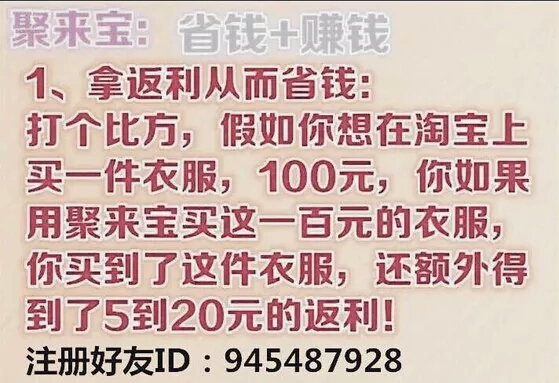 聚来宝：省钱+赚钱
1、拿返利从而省钱：
打个比方，假如你想在淘宝上
买一件衣服，100元，你如果
用聚来宝买这一百元的衣服，
你买到了这件衣服，还额外得
到了5到20元的返利！
注册好友ID：945487928